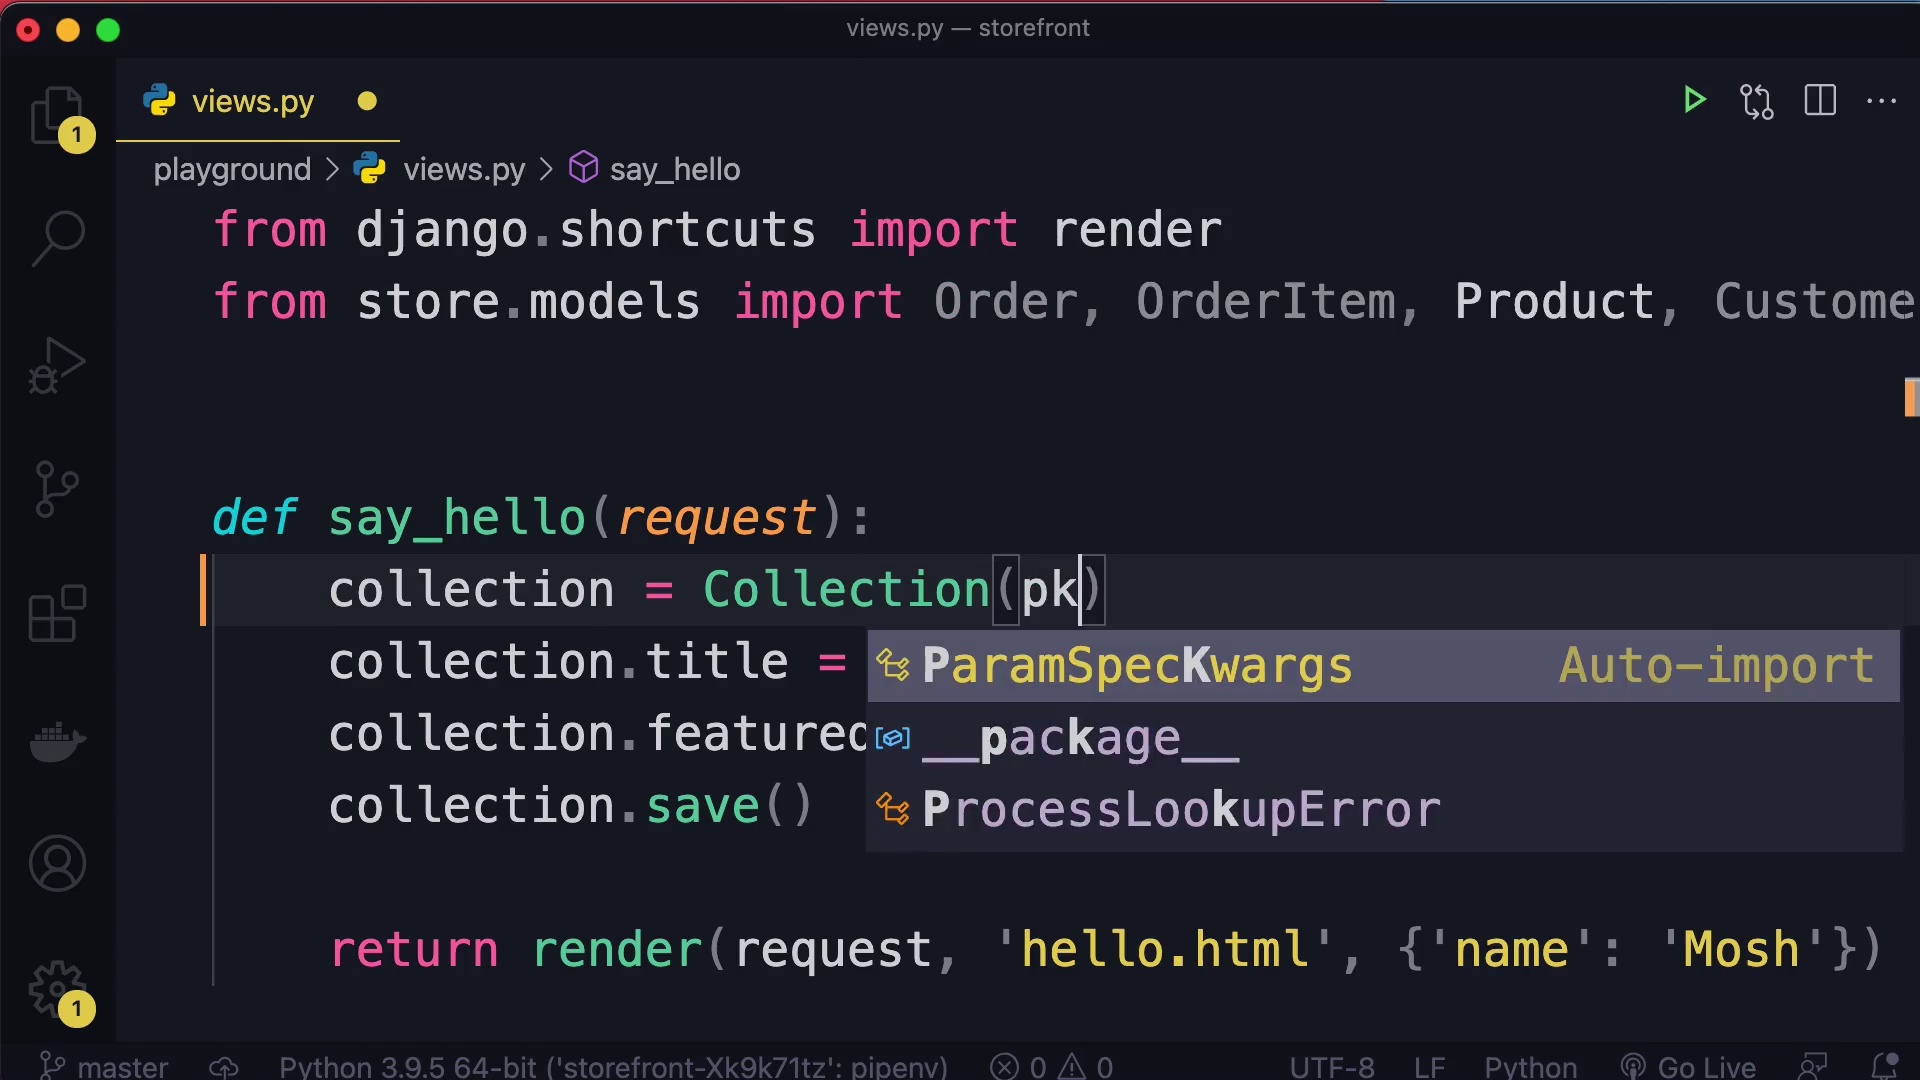 views.py — storefront
views.py
1
playground > views.py > say_hello
from django.shortcuts import render
from store.models import Order, OrderItem, Product, Custome
def say_hello(request):
collection = Collection(pk)
collection.title =
ParamSpecKwargs Auto-import
collection.featured
__package__
collection.save()
ProcessLookupError
return render(request, 'hello.html', {'name': 'Mosh'})
1
master Python 3.9.5 64-bit ('storefront-Xk9k71tz': pipenv) 0 0 UTF-8 LF Python Go Live